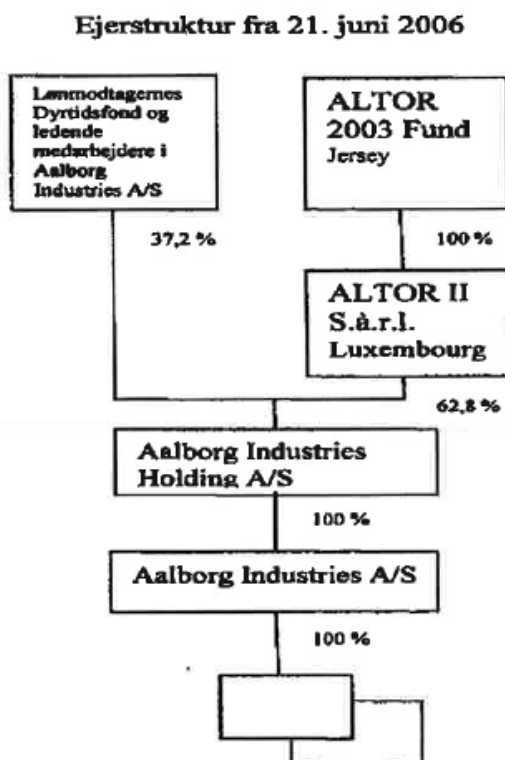 Ejerstruktur fra 21. juni 2006
Lønmodtagernes
Dyrtidsfond og
ledende
medarbejdere i
Aalborg
Industries A/S
ALTOR
2003 Fund
Jersey
37,2 %
100 %
ALTOR II
S.à.r.l.
Luxembourg
62,8 %
Aalborg Industries
Holding A/S
100 %
Aalborg Industries A/S
100 %